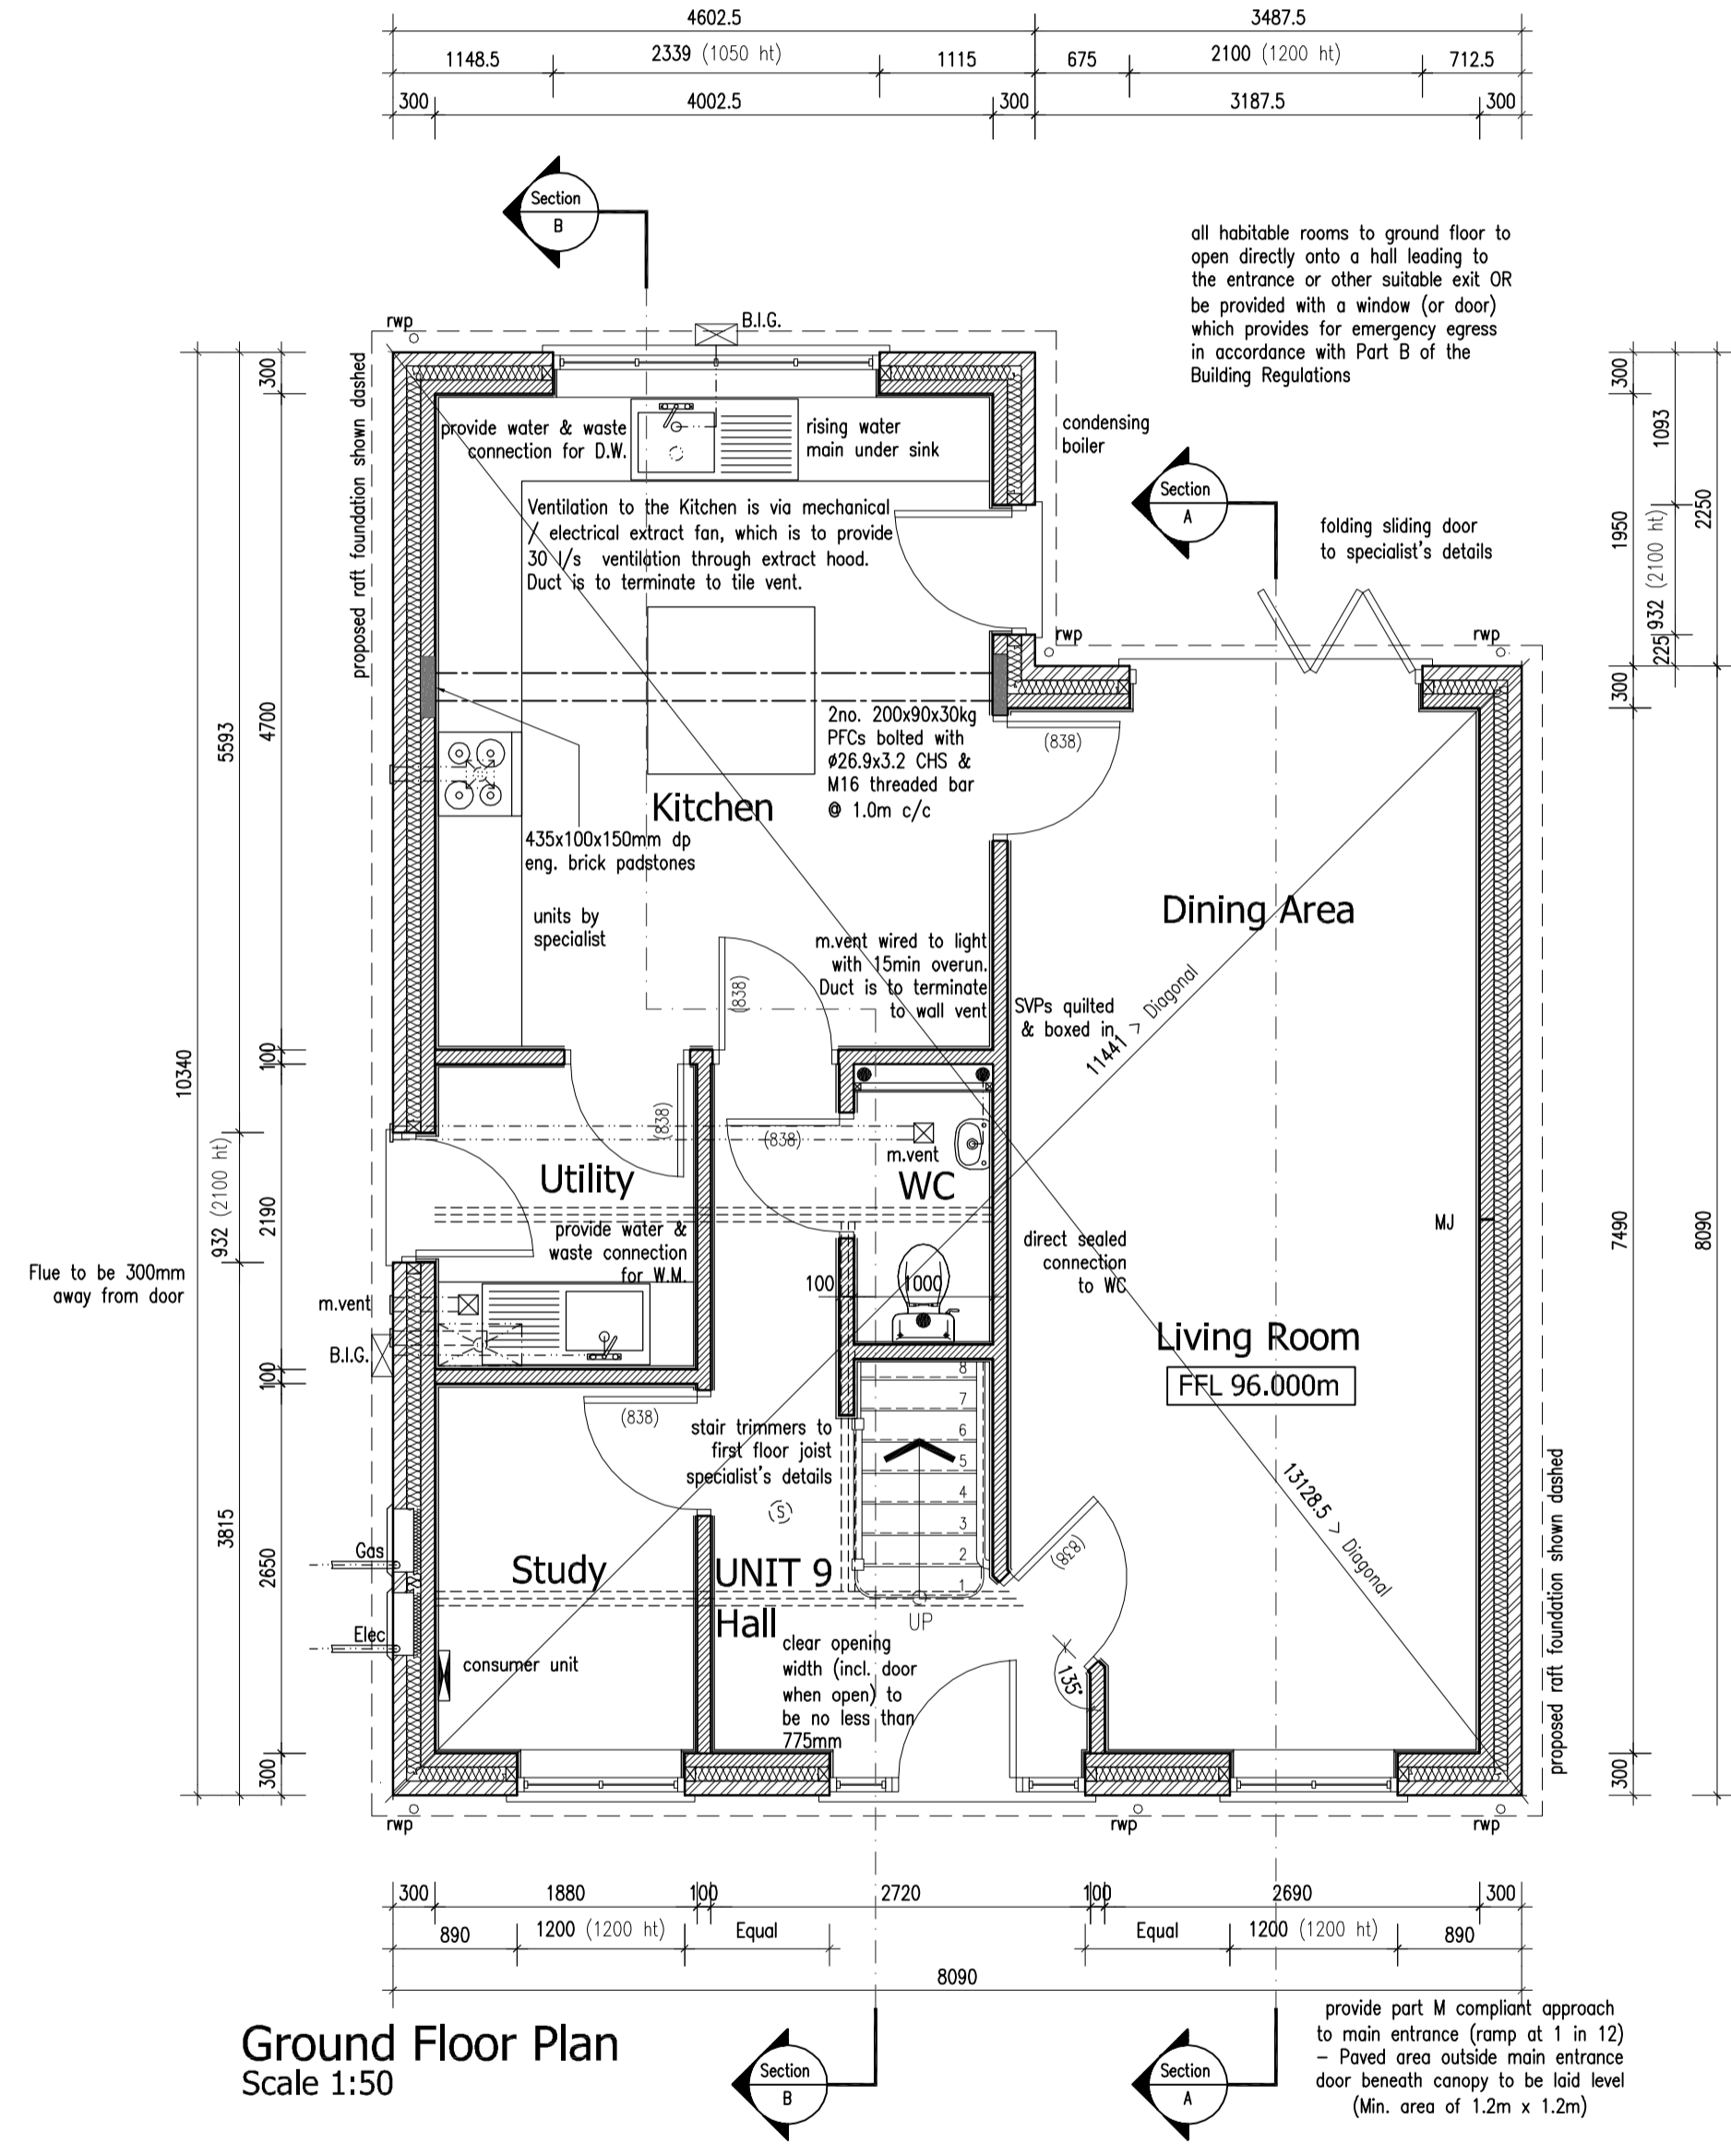 4602.5 3487.5
1148.5 2339 (1050 ht) 1115 675 2100 (1200 ht) 712.5
300 4002.5 300 3187.5 300
Section
B
all habitable rooms to ground floor to
open directly onto a hall leading to
the entrance or other suitable exit OR
be provided with a window (or door)
which provides for emergency egress
in accordance with Part B of the
Building Regulations
rwp
B.I.G.
proposed raft foundation shown dashed
provide water & waste
connection for D.W.
rising water
main under sink
condensing
boiler
Section
A
folding sliding door
to specialist's details
Ventilation to the Kitchen is via mechanical
/ electrical extract fan, which is to provide
30 l/s ventilation through extract hood.
Duct is to terminate to tile vent.
rwp
rwp
2no. 200x90x30kg
PFCs bolted with
ø26.9x3.2 CHS &
M16 threaded bar
@ 1.0m c/c
(838)
Kitchen
435x100x150mm dp
eng. brick padstones
units by
specialist
Dining Area
m.vent wired to light
with 15min overun.
Duct is to terminate
to wall vent
(838)
SVPs quilted
& boxed in
11441 > Diagonal
(838)
(838)
m.vent
Utility
WC
provide water &
waste connection
for W.M.
direct sealed
connection
to WC
MJ
Flue to be 300mm
away from door
m.vent
B.I.G.
100 1000
Living Room
FFL 96.000m
(838)
stair trimmers to
first floor joist
specialist's details
S
8
7
6
5
4
3
2
1
UP
13128.5 > Diagonal
(838)
Gas
Elec
Study
UNIT 9
Hall
consumer unit
clear opening
width (incl. door
when open) to
be no less than
775mm
135°
proposed raft foundation shown dashed
rwp
rwp
rwp
300
4700
100
2190
100
2650
300
5593
932 (2100 ht)
3815
10340
300
1950
300
7490
300
1093
932 (2100 ht)
225
2250
8090
300 1880 100 2720 100 2690 300
890 1200 (1200 ht) Equal Equal 1200 (1200 ht) 890
8090
Ground Floor Plan
Scale 1:50
Section
B
Section
A
provide part M compliant approach
to main entrance (ramp at 1 in 12)
– Paved area outside main entrance
door beneath canopy to be laid level
(Min. area of 1.2m x 1.2m)